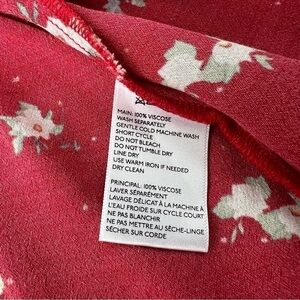 MAIN: 100% VISCOSE
WASH SEPARATELY
GENTLE COLD MACHINE WASH
SHORT CYCLE
DO NOT BLEACH
DO NOT TUMBLE DRY
LINE DRY
USE WARM IRON IF NEEDED
DRY CLEAN
PRINCIPAL: 100% VISCOSE
LAVER SÉPARÉMENT
LAVAGE DÉLICAT À LA MACHINE À
L'EAU FROIDE SUR CYCLE COURT
NE PAS BLANCHIR
NE PAS METTRE AU SÈCHE-LINGE
SÉCHER SUR CORDE